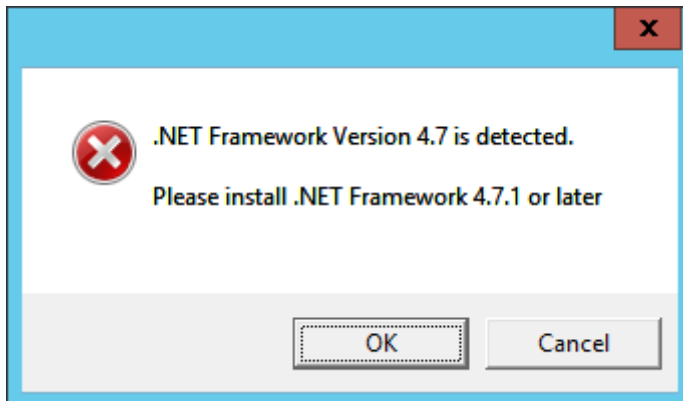 x
.NET Framework Version 4.7 is detected.
Please install .NET Framework 4.7.1 or later
OK
Cancel